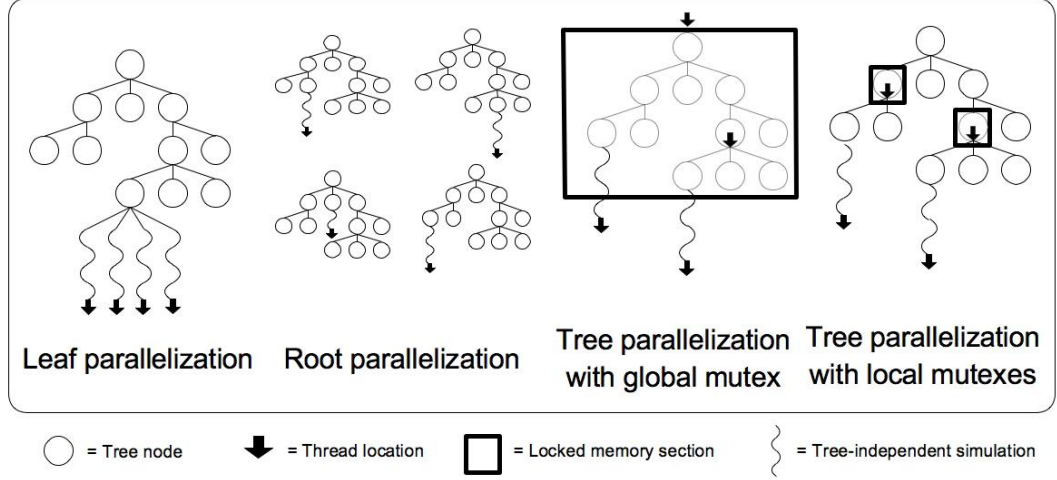 Leaf parallelization
Root parallelization
Tree parallelization
with global mutex
Tree parallelization
with local mutexes
= Tree node
= Thread location
= Locked memory section
= Tree-independent simulation